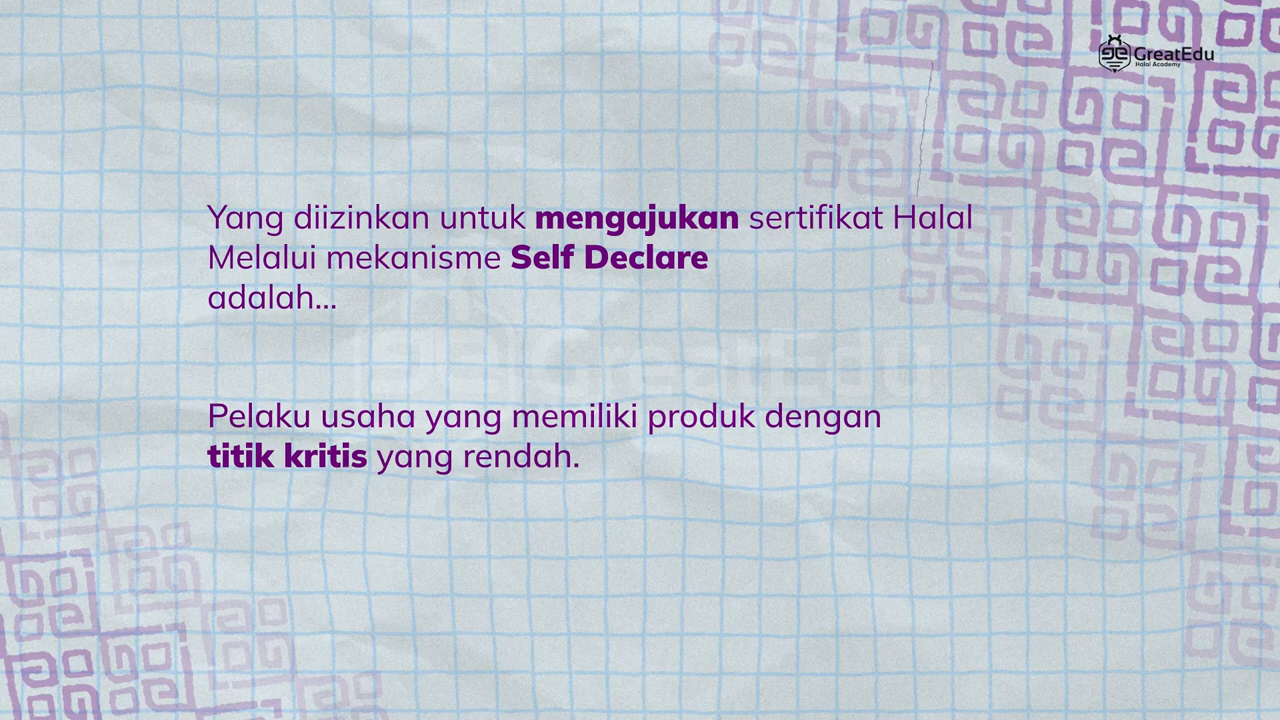 GreatEdu
Halal Academy
Yang diizinkan untuk mengajukan sertifikat Halal
Melalui mekanisme Self Declare
adalah...
GreatEdu
Pelaku usaha yang memiliki produk dengan
titik kritis yang rendah.